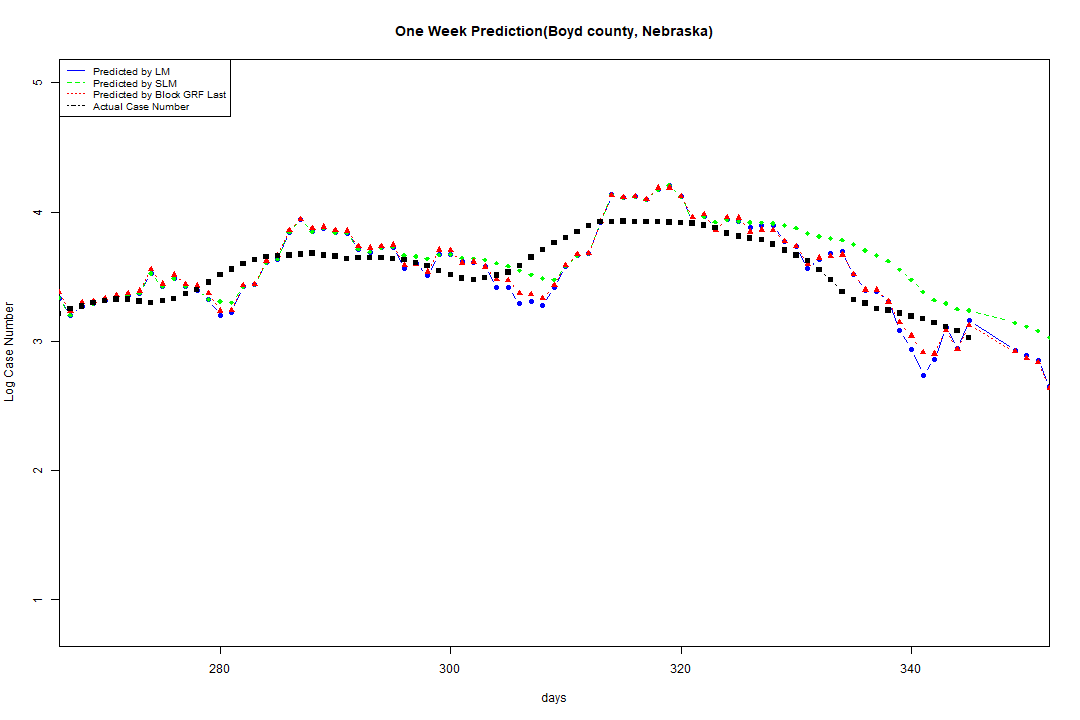 One Week Prediction(Boyd county, Nebraska)
Predicted by LM
Predicted by SLM
Predicted by Block GRF Last
Actual Case Number
5
4
3
2
1
Log Case Number
280 300 320 340
days